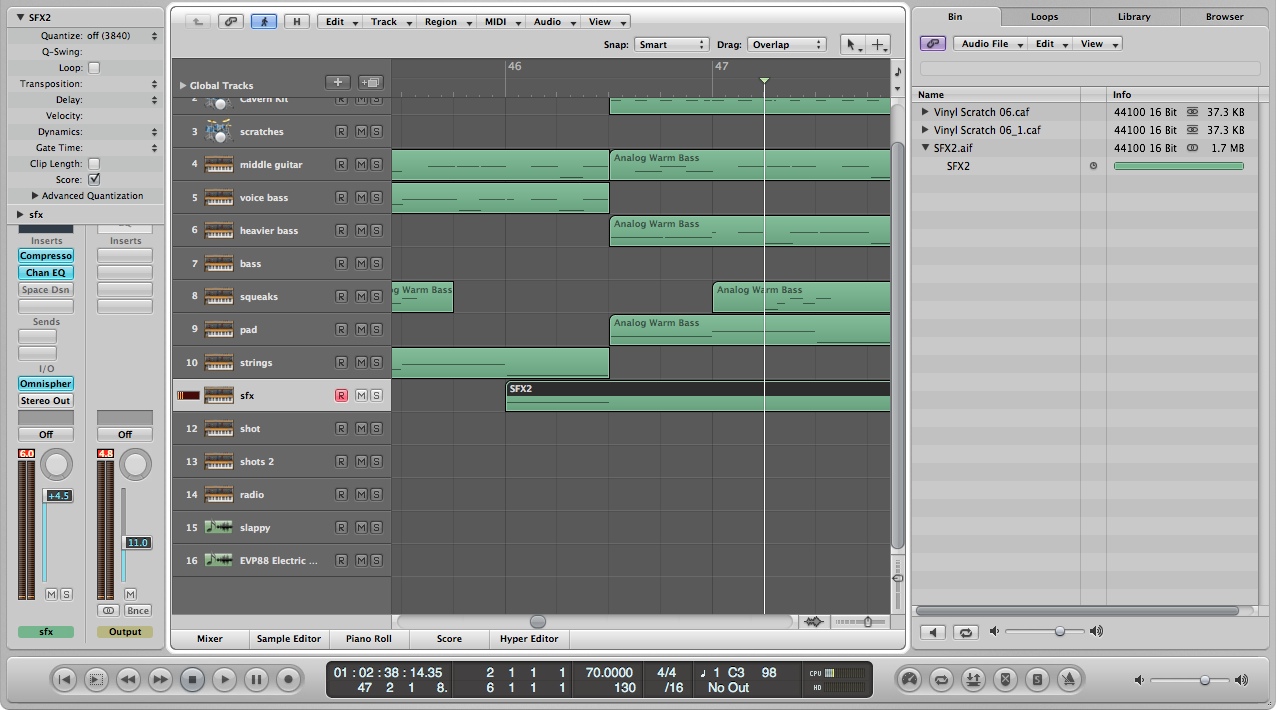 SFX2
Quantize: off (3840)
Q-Swing:
Loop:
Transposition:
Delay:
Velocity:
Dynamics:
Gate Time:
Clip Length:
Score:
Advanced Quantization
sfx
Inserts
Compresso
Chan EQ
Space Dsn
Sends
I/O
Omnispher
Stereo Out
Off
6.0
+4.5
M S
sfx
Inserts
Off
4.8
11.0
M
Bnce
Output
H Edit Track Region MIDI Audio View
Snap: Smart Drag: Overlap
46 47
Global Tracks
2 Cavern Kit R M S
3 scratches R M S
4 middle guitar R M S Analog Warm Bass
5 voice bass R M S
6 heavier bass R M S Analog Warm Bass
7 bass R M S
8 squeaks R M S og Warm Bass Analog Warm Bass
9 pad R M S Analog Warm Bass
10 strings R M S
sfx R M S SFX2
12 shot R M S
13 shots 2 R M S
14 radio R M S
15 slappy R M S
16 EVP88 Electric ... R M S
Mixer Sample Editor Piano Roll Score Hyper Editor
Bin Loops Library Browser
Audio File Edit View
Name Info
Vinyl Scratch 06.caf 44100 16 Bit 37.3 KB
Vinyl Scratch 06_1.caf 44100 16 Bit 37.3 KB
SFX2.aif 44100 16 Bit 1.7 MB
SFX2
01 : 02 : 38 : 14.35 2 1 1 1 70.0000 4/4 1 C3 98 CPU
47 2 1 8. 6 1 1 1 130 /16 No Out HD
S